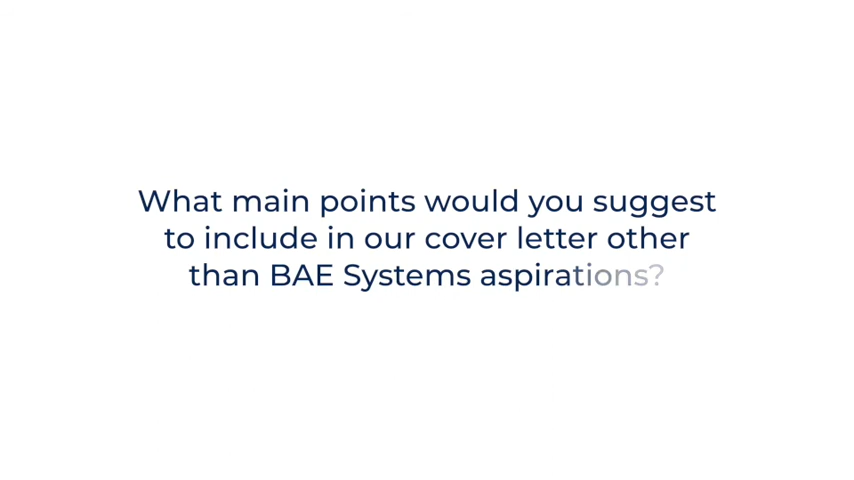 What main points would you suggest
to include in our cover letter other
than BAE Systems aspirations?